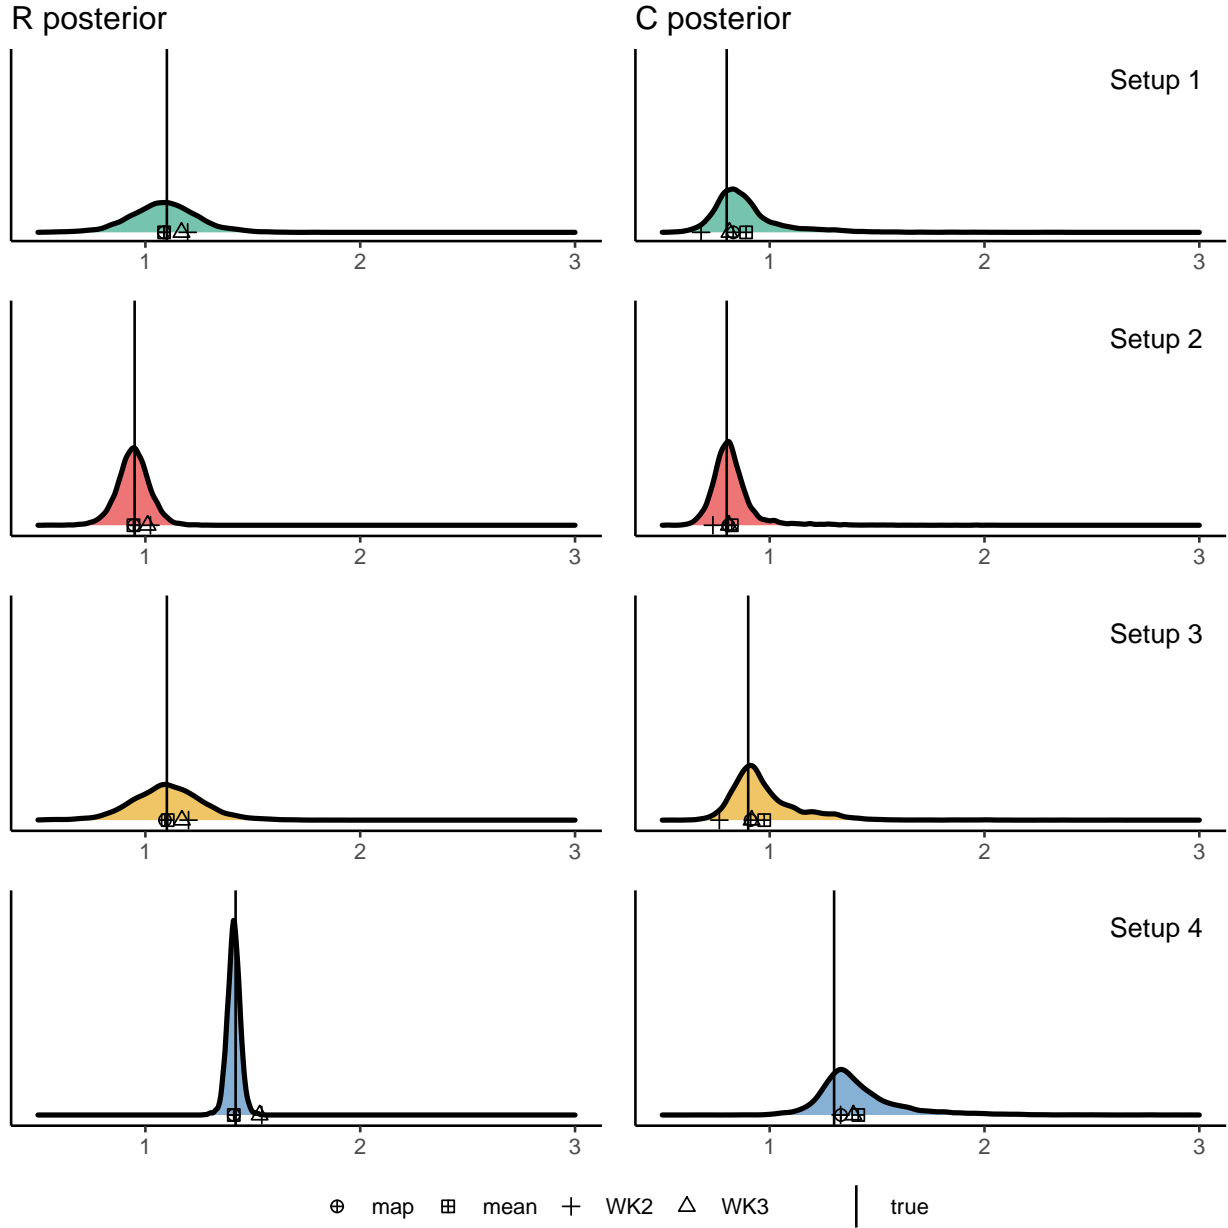 R posterior C posterior
Setup 1
1 2 3 1 2 3
Setup 2
1 2 3 1 2 3
Setup 3
1 2 3 1 2 3
Setup 4
1 2 3 1 2 3
map mean WK2 WK3 true